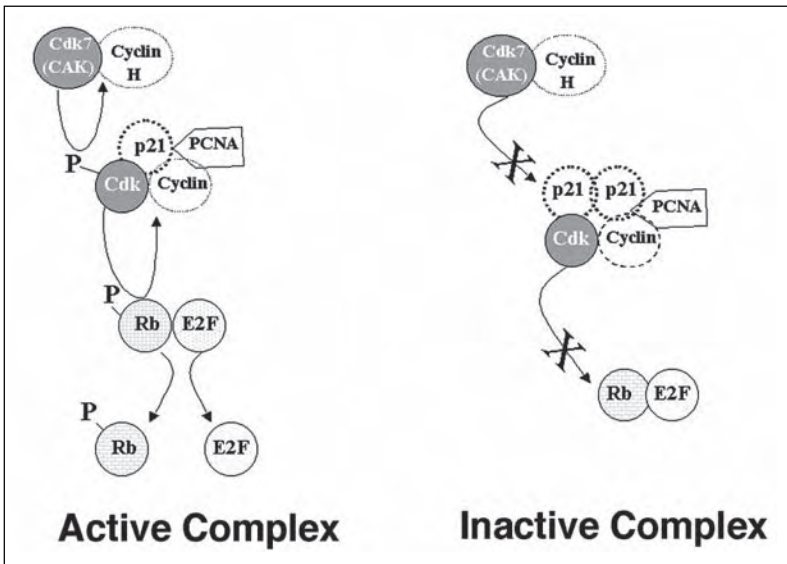 Cdk7
(CAK)
Cyclin
H
P
p21
PCNA
Cdk
Cyclin
P
Rb
E2F
P
Rb
E2F
Active Complex
Cdk7
(CAK)
Cyclin
H
X
p21
p21
PCNA
Cdk
Cyclin
X
Rb
E2F
Inactive Complex